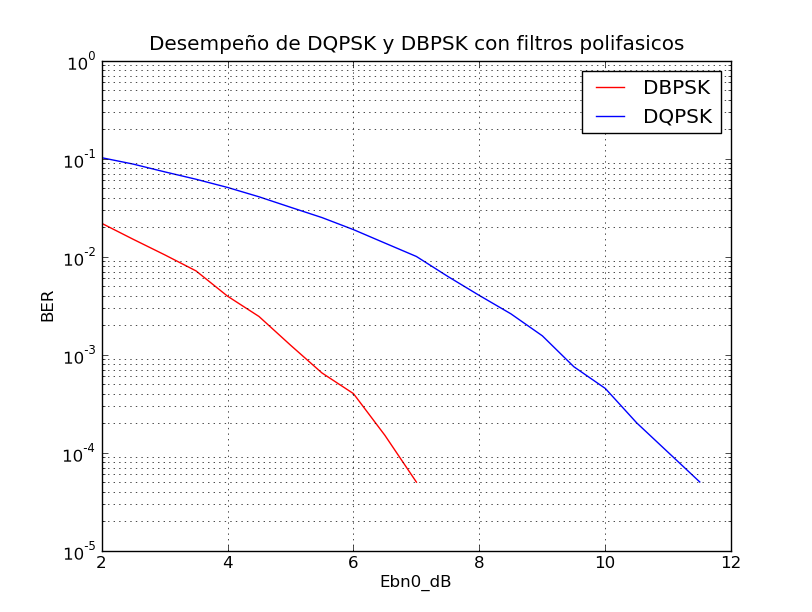 Desempeño de DQPSK y DBPSK con filtros polifasicos
DBPSK
DQPSK
10^0
10^-1
10^-2
10^-3
10^-4
10^-5
BER
2 4 6 8 10 12
Ebn0_dB